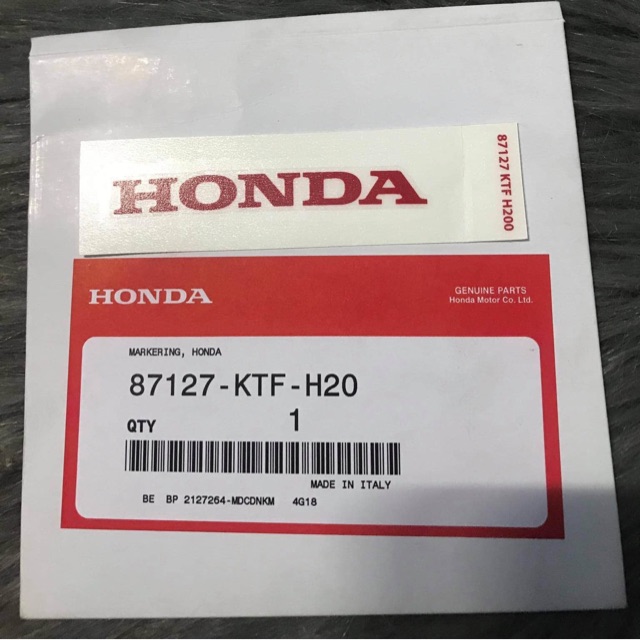 HONDA
87127 KTF H200
HONDA
GENUINE PARTS
Honda Motor Co. Ltd.
MARKERING, HONDA
87127-KTF-H20
QTY 1
MADE IN ITALY
BE BP 2127264-MDCDNKM 4G18